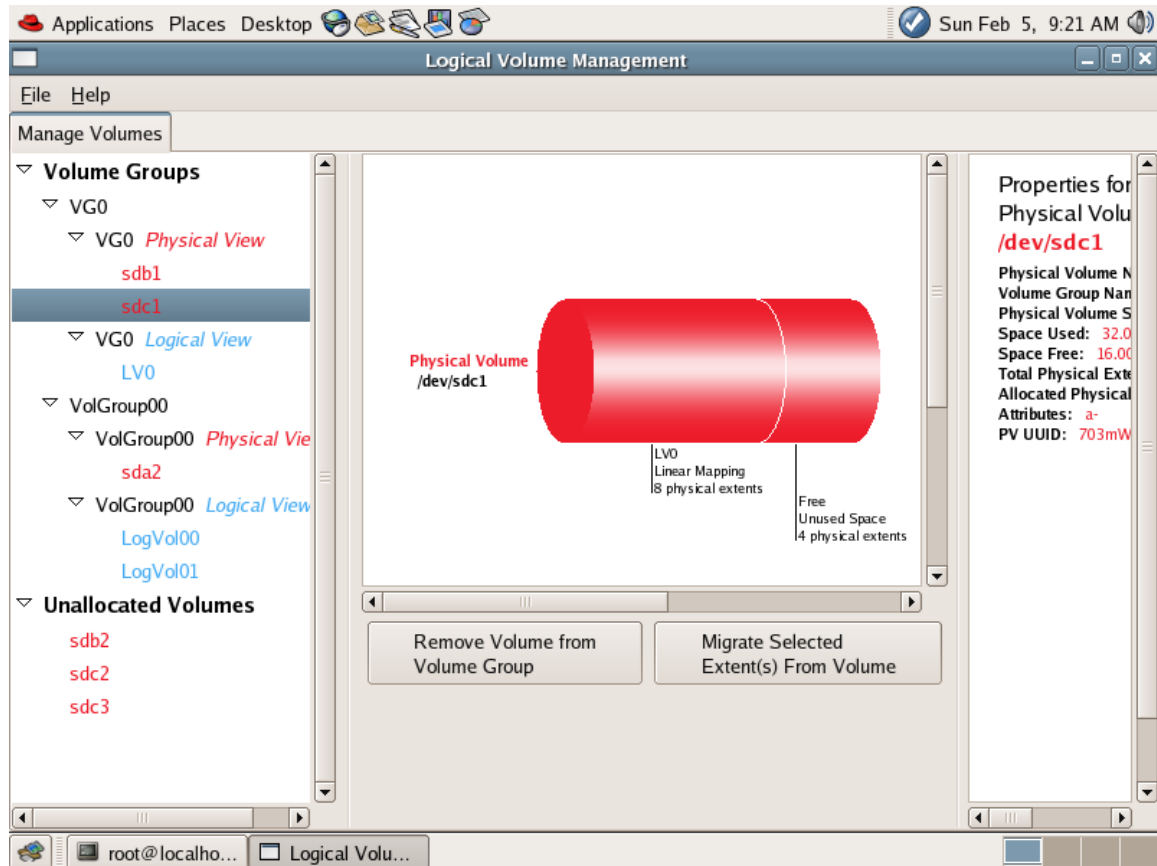 Applications Places Desktop
Sun Feb 5, 9:21 AM
Logical Volume Management
File Help
Manage Volumes
Volume Groups
VG0
VG0 Physical View
sdb1
sdc1
VG0 Logical View
LV0
VolGroup00
VolGroup00 Physical Vie
sda2
VolGroup00 Logical View
LogVol00
LogVol01
Unallocated Volumes
sdb2
sdc2
sdc3
Physical Volume
/dev/sdc1
LV0
Linear Mapping
8 physical extents
Free
Unused Space
4 physical extents
Remove Volume from
Volume Group
Migrate Selected
Extent(s) From Volume
Properties for
Physical Volu
/dev/sdc1
Physical Volume N
Volume Group Nan
Physical Volume S
Space Used: 32.0
Space Free: 16.00
Total Physical Exte
Allocated Physical
Attributes: a-
PV UUID: 703mW
root@localho...
Logical Volu...